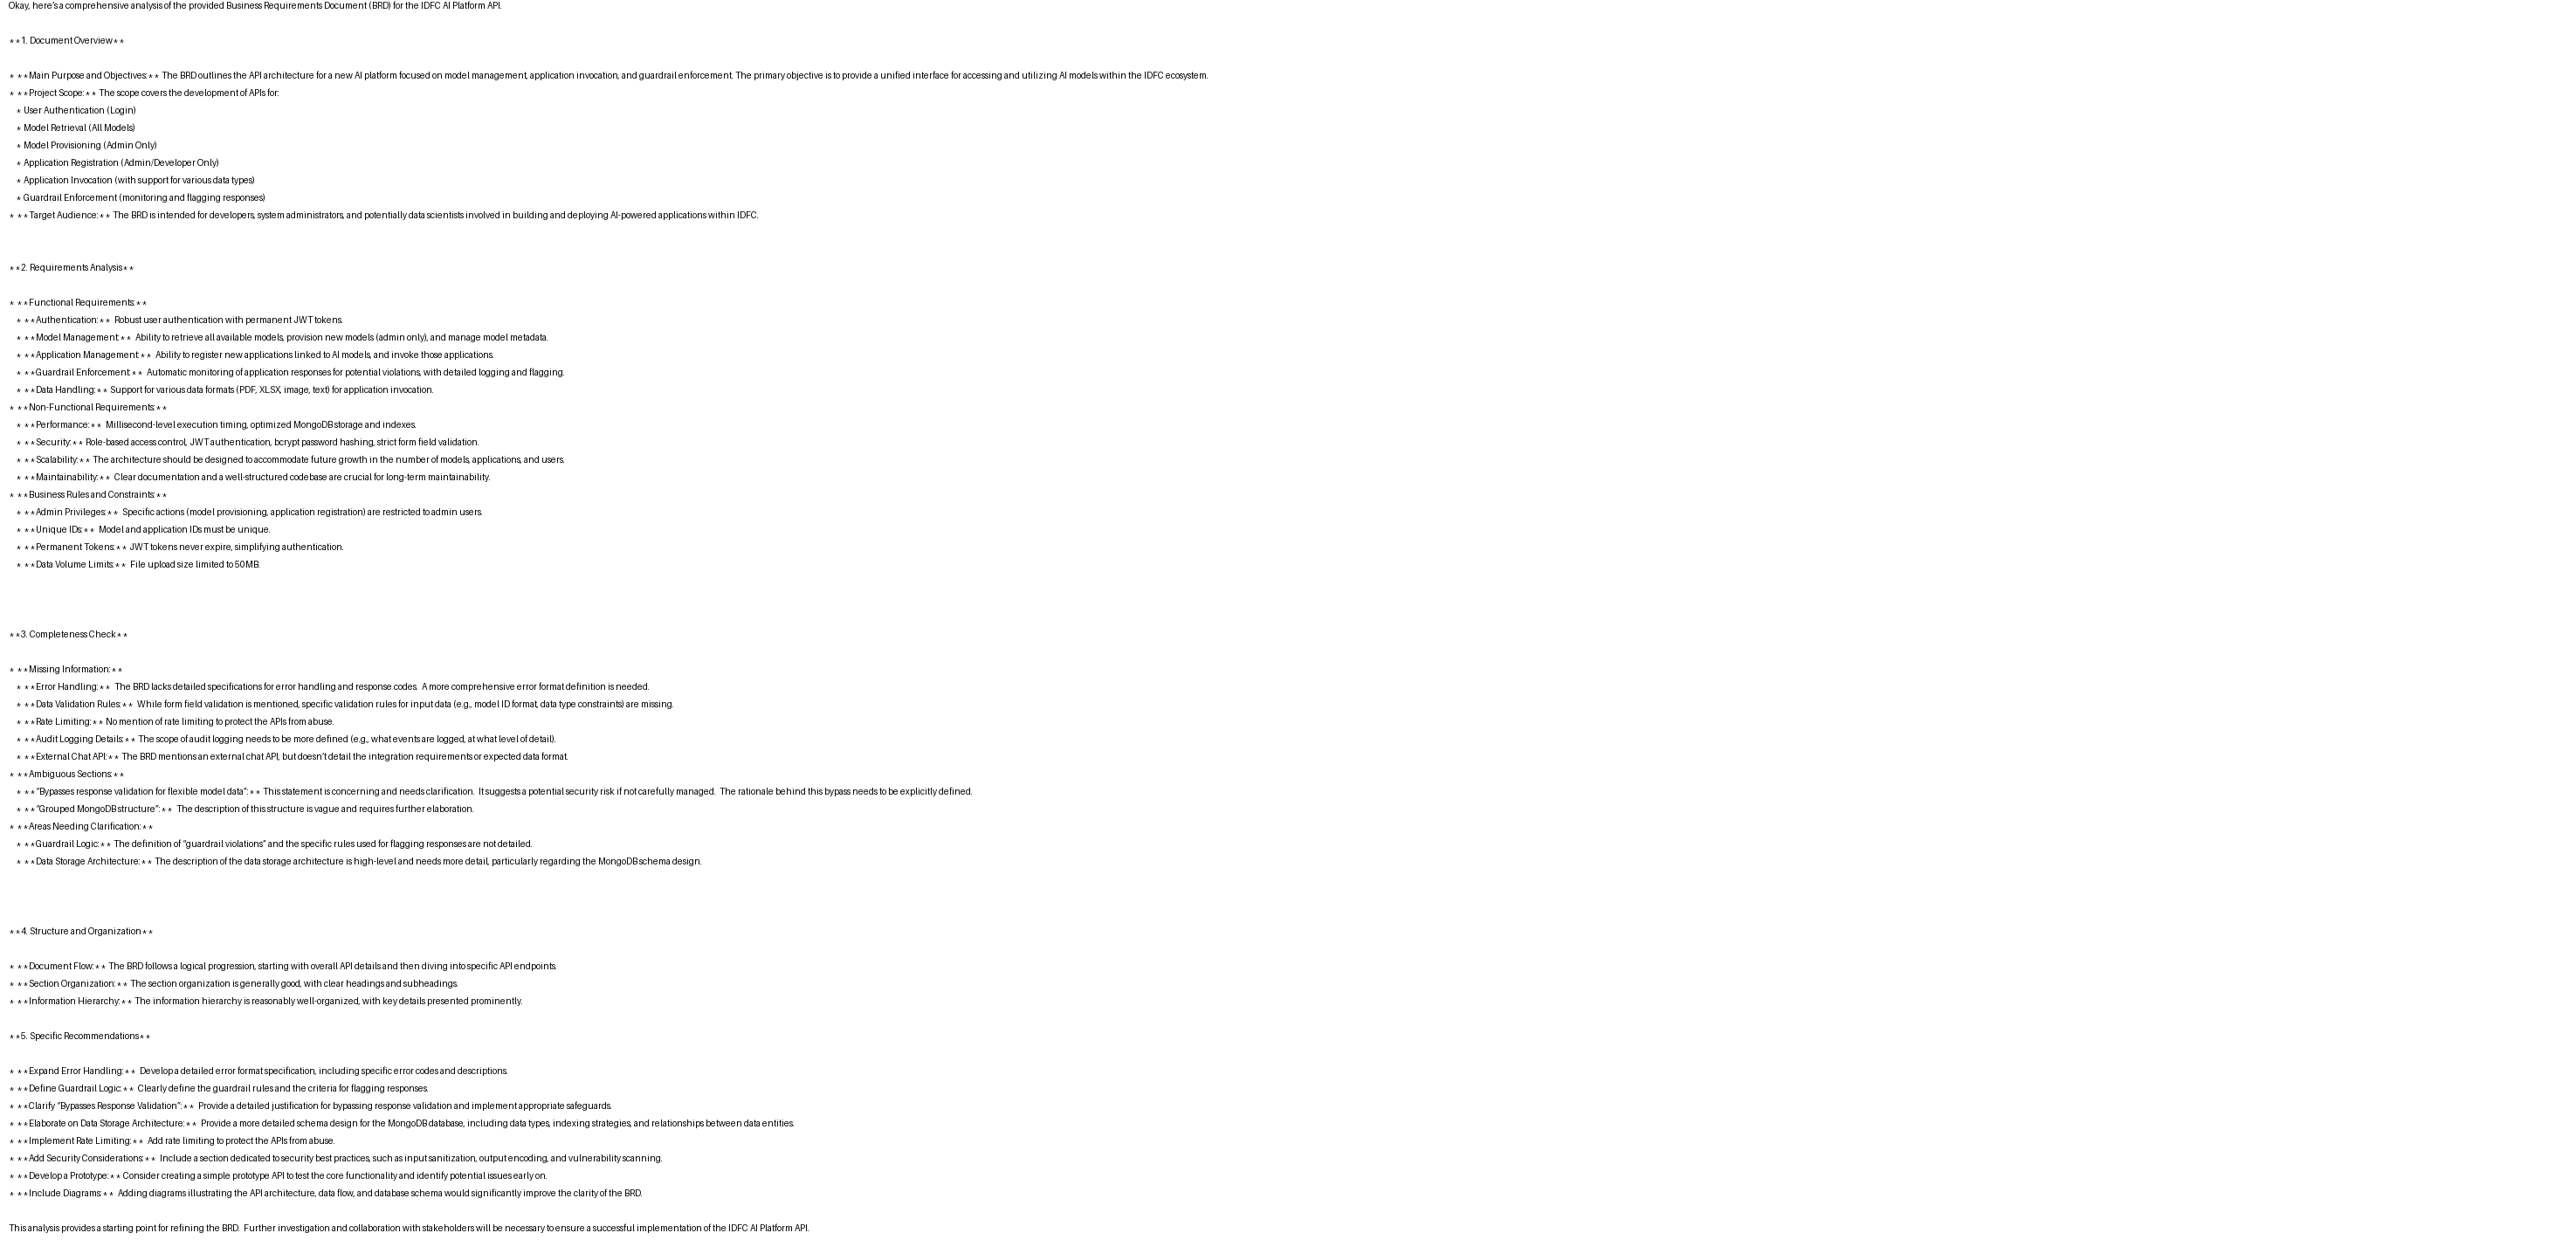 Okay, here's a comprehensive analysis of the provided Business Requirements Document (BRD) for the IDFC AI Platform API.
**1. Document Overview**
* **Main Purpose and Objectives:** The BRD outlines the API architecture for a new AI platform focused on model management, application invocation, and guardrail enforcement. The primary objective is to provide a unified interface for accessing and utilizing AI models within the IDFC ecosystem.
* **Project Scope:** The scope covers the development of APIs for:
* User Authentication (Login)
* Model Retrieval (All Models)
* Model Provisioning (Admin Only)
* Application Registration (Admin/Developer Only)
* Application Invocation (with support for various data types)
* Guardrail Enforcement (monitoring and flagging responses)
* **Target Audience:** The BRD is intended for developers, system administrators, and potentially data scientists involved in building and deploying AI-powered applications within IDFC.
**2. Requirements Analysis**
* **Functional Requirements:**
* **Authentication:** Robust user authentication with permanent JWT tokens.
* **Model Management:** Ability to retrieve all available models, provision new models (admin only), and manage model metadata.
* **Application Management:** Ability to register new applications linked to AI models, and invoke those applications.
* **Guardrail Enforcement:** Automatic monitoring of application responses for potential violations, with detailed logging and flagging.
* **Data Handling:** Support for various data formats (PDF, XLSX, image, text) for application invocation.
* **Non-Functional Requirements:**
* **Performance:** Millisecond-level execution timing, optimized MongoDB storage and indexes.
* **Security:** Role-based access control, JWT authentication, bcrypt password hashing, strict form field validation.
* **Scalability:** The architecture should be designed to accommodate future growth in the number of models, applications, and users.
* **Maintainability:** Clear documentation and a well-structured codebase are crucial for long-term maintainability.
* **Business Rules and Constraints:**
* **Admin Privileges:** Specific actions (model provisioning, application registration) are restricted to admin users.
* **Unique IDs:** Model and application IDs must be unique.
* **Permanent Tokens:** JWT tokens never expire, simplifying authentication.
* **Data Volume Limits:** File upload size limited to 50MB.
**3. Completeness Check**
* **Missing Information:**
* **Error Handling:** The BRD lacks detailed specifications for error handling and response codes. A more comprehensive error format definition is needed.
* **Data Validation Rules:** While form field validation is mentioned, specific validation rules for input data (e.g., model ID format, data type constraints) are missing.
* **Rate Limiting:** No mention of rate limiting to protect the APIs from abuse.
* **Audit Logging Details:** The scope of audit logging needs to be more defined (e.g., what events are logged, at what level of detail).
* **External Chat API:** The BRD mentions an external chat API, but doesn't detail the integration requirements or expected data format.
* **Ambiguous Sections:**
* **"Bypasses response validation for flexible model data":** This statement is concerning and needs clarification. It suggests a potential security risk if not carefully managed. The rationale behind this bypass needs to be explicitly defined.
* **"Grouped MongoDB structure":** The description of this structure is vague and requires further elaboration.
* **Areas Needing Clarification:**
* **Guardrail Logic:** The definition of "guardrail violations" and the specific rules used for flagging responses are not detailed.
* **Data Storage Architecture:** The description of the data storage architecture is high-level and needs more detail, particularly regarding the MongoDB schema design.
**4. Structure and Organization**
* **Document Flow:** The BRD follows a logical progression, starting with overall API details and then diving into specific API endpoints.
* **Section Organization:** The section organization is generally good, with clear headings and subheadings.
* **Information Hierarchy:** The information hierarchy is reasonably well-organized, with key details presented prominently.
**5. Specific Recommendations**
* **Expand Error Handling:** Develop a detailed error format specification, including specific error codes and descriptions.
* **Define Guardrail Logic:** Clearly define the guardrail rules and the criteria for flagging responses.
* **Clarify "Bypasses Response Validation":** Provide a detailed justification for bypassing response validation and implement appropriate safeguards.
* **Elaborate on Data Storage Architecture:** Provide a more detailed schema design for the MongoDB database, including data types, indexing strategies, and relationships between data entities.
* **Implement Rate Limiting:** Add rate limiting to protect the APIs from abuse.
* **Add Security Considerations:** Include a section dedicated to security best practices, such as input sanitization, output encoding, and vulnerability scanning.
* **Develop a Prototype:** Consider creating a simple prototype API to test the core functionality and identify potential issues early on.
* **Include Diagrams:** Adding diagrams illustrating the API architecture, data flow, and database schema would significantly improve the clarity of the BRD.
This analysis provides a starting point for refining the BRD. Further investigation and collaboration with stakeholders will be necessary to ensure a successful implementation of the IDFC AI Platform API.